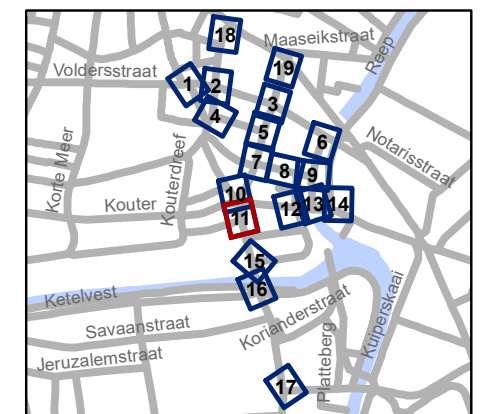 18
Maaseikstraat
Reep
19
Voldersstraat
1
2
3
4
5
6
Notarisstraat
Korte Meer
Kouterdreef
7
8
9
10
Kouter
11
12
13
14
15
16
Ketelvest
Savaanstraat
Korianderstraat
Kuiperskaai
Platteberg
Jeruzalemstraat
17